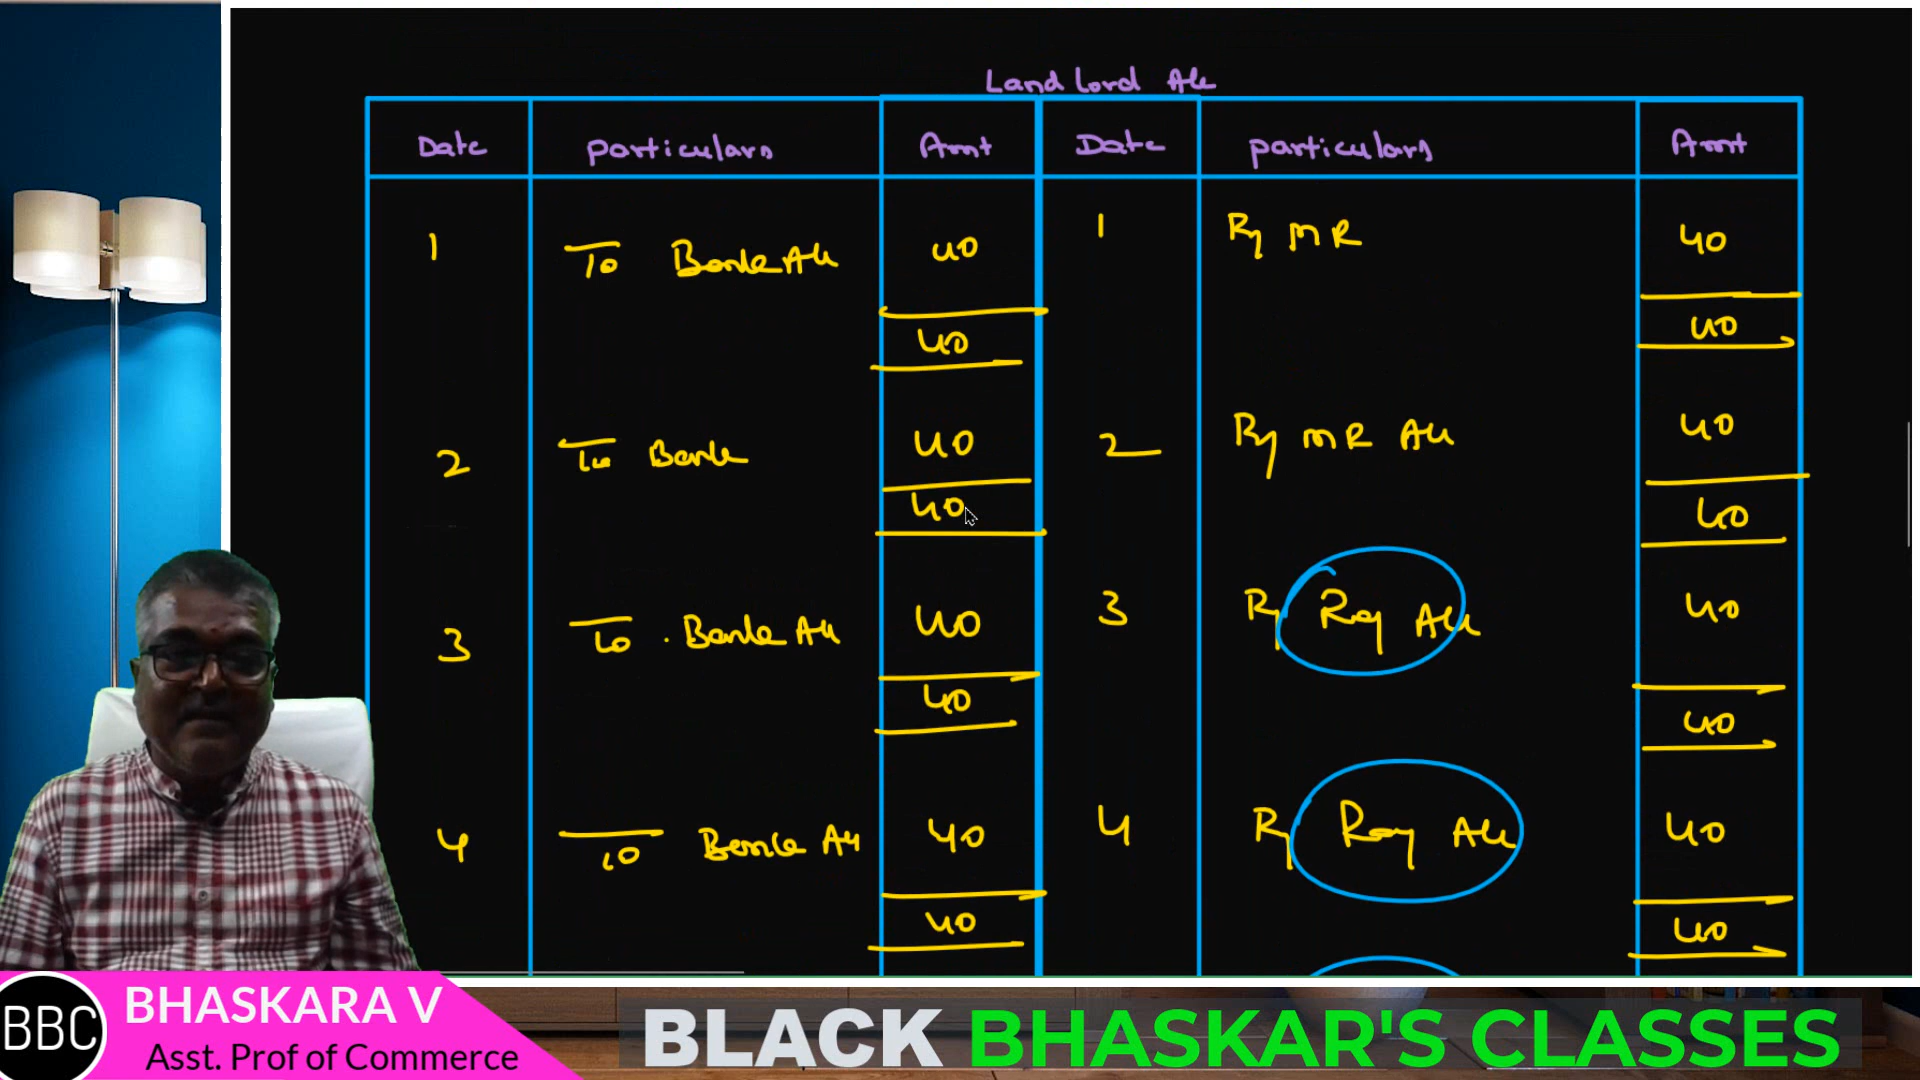 Land lord A/c
Date particulars Amt Date particulars Amt
1 To Bank A/c 40 1 By MR 40
40 40
2 To Bank 40 2 By MR A/c 40
40 40
3 To Bank A/c 40 3 By Roy A/c 40
40 40
4 To Bank A/c 40 4 By Roy A/c 40
40 40
BBC
BHASKARA V
Asst. Prof of Commerce
BLACK BHASKAR'S CLASSES